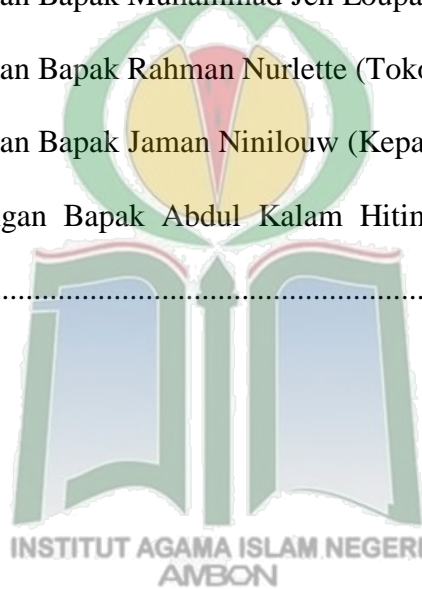 an Bapak Muhammad Jen Loupa
an Bapak Rahman Nurlette (Toko
an Bapak Jaman Ninilouw (Kepa
gan Bapak Abdul Kalam Hitin
................................................................
INSTITUT AGAMA ISLAM NEGERI
AMBON